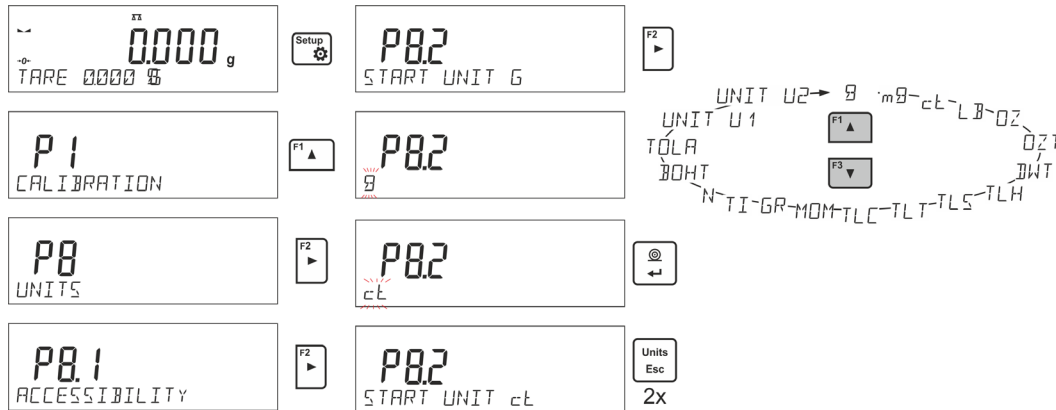 0.000 g
-0-
TARE 0.000 G
Setup
P8.2
START UNIT G
F2
P1
CALIBRATION
F1
P8.2
g
P8
UNITS
F2
P8.2
ct
P8.1
ACCESSIBILITY
F2
P8.2
START UNIT ct
Units
Esc
2x
UNIT U2 g mg ct LB OZ OZT DWT TLH TLS TLT TLC MOM GR TI N BOHT TOLA UNIT U1
F1
F3